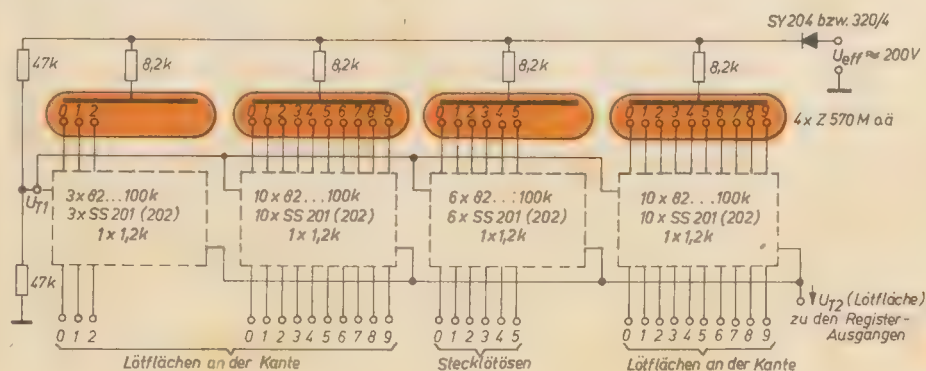 SY 204 bzw. 320/4
U eff ≈ 200V
47k
8,2k
8,2k
8,2k
8,2k
0 1 2
0 1 2 3 4 5 6 7 8 9
0 1 2 3 4 5
0 1 2 3 4 5 6 7 8 9
4 x Z 570 M o.ä
U T1
3 x 82 ... 100k
3 x SS 201 (202)
1 x 1,2k
10 x 82 ... 100k
10 x SS 201 (202)
1 x 1,2k
6 x 82 ... 100k
6 x SS 201 (202)
1 x 1,2k
10 x 82 ... 100k
10 x SS 201 (202)
1 x 1,2k
47k
0 1 2
0 1 2 3 4 5 6 7 8 9
0 1 2 3 4 5
0 1 2 3 4 5 6 7 8 9
U T2 (Lötfläche)
zu den Register-
Ausgängen
Lötflächen an der Kante
Stecklötösen
Lötflächen an der Kante